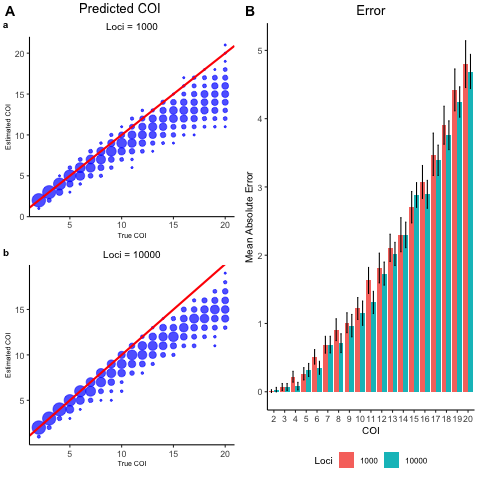 A
Predicted COI
a
Loci = 1000
Estimated COI
20
15
10
5
0
5
10
15
20
True COI
b
Loci = 10000
Estimated COI
15
10
5
5
10
15
20
True COI
B
Error
Mean Absolute Error
5
4
3
2
1
0
2 3 4 5 6 7 8 9 10 11 12 13 14 15 16 17 18 19 20
COI
Loci 1000 10000